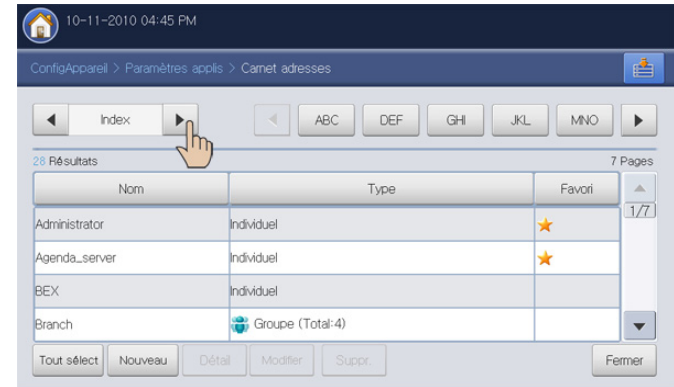 10-11-2010 04:45 PM
ConfigAppareil > Paramètres applis > Carnet adresses
Index ABC DEF GHI JKL MNO
28 Résultats 7 Pages
Nom Type Favori
1/7
Administrator Individuel
Agenda_server Individuel
BEX Individuel
Branch Groupe (Total:4)
Tout sélect Nouveau Détail Modifier Suppr. Fermer